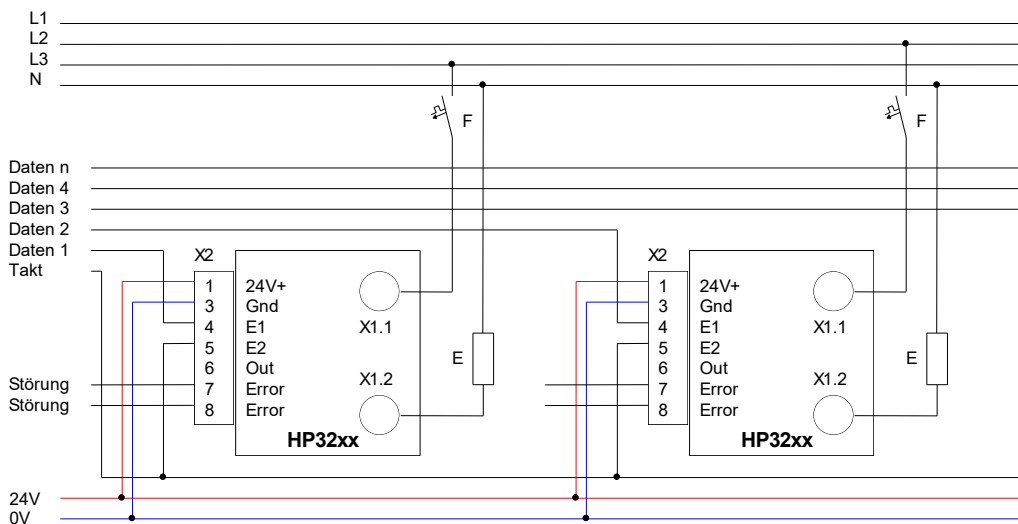 L1
L2
L3
N
F
F
Daten n
Daten 4
Daten 3
Daten 2
Daten 1
Takt
X2
X2
1 24V+
3 Gnd
4 E1
5 E2
6 Out
7 Error
8 Error
X1.1
X1.2
HP32xx
E
1 24V+
3 Gnd
4 E1
5 E2
6 Out
7 Error
8 Error
X1.1
X1.2
HP32xx
E
Störung
Störung
24V
0V